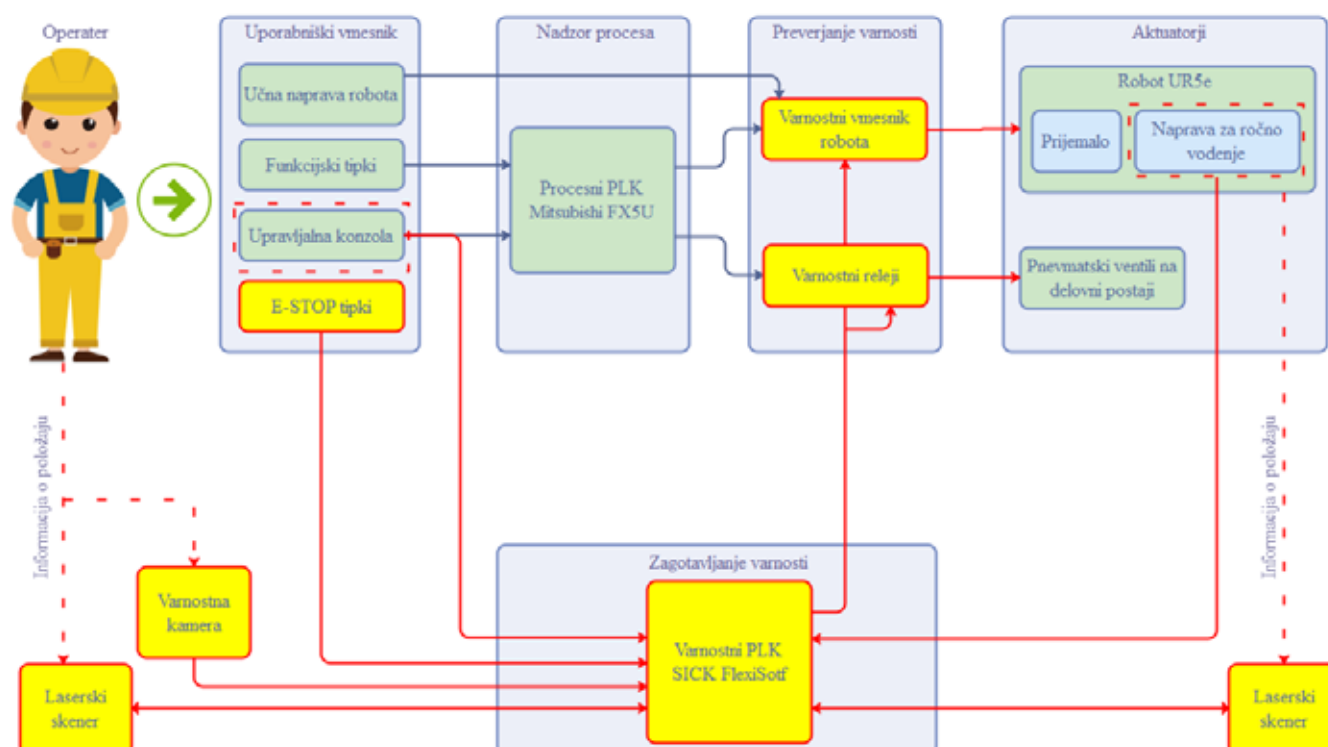 Operater
Uporabniški vmesnik
Nadzor procesa
Preverjanje varnosti
Aktuatorji
Učna naprava robota
Funkcijski tipki
Upravljalna konzola
E-STOP tipki
Procesni PLK
Mitsubishi FX5U
Varnostni vmesnik
robota
Varnostni releji
Robot UR5e
Prijemalo
Naprava za ročno
vodenje
Pnevmatski ventili na
delovni postaji
Informacija o položaju
Informacija o položaju
Varnostna
kamera
Laserski
skener
Zagotavljanje varnosti
Varnostni PLK
SICK FlexiSotf
Laserski
skener